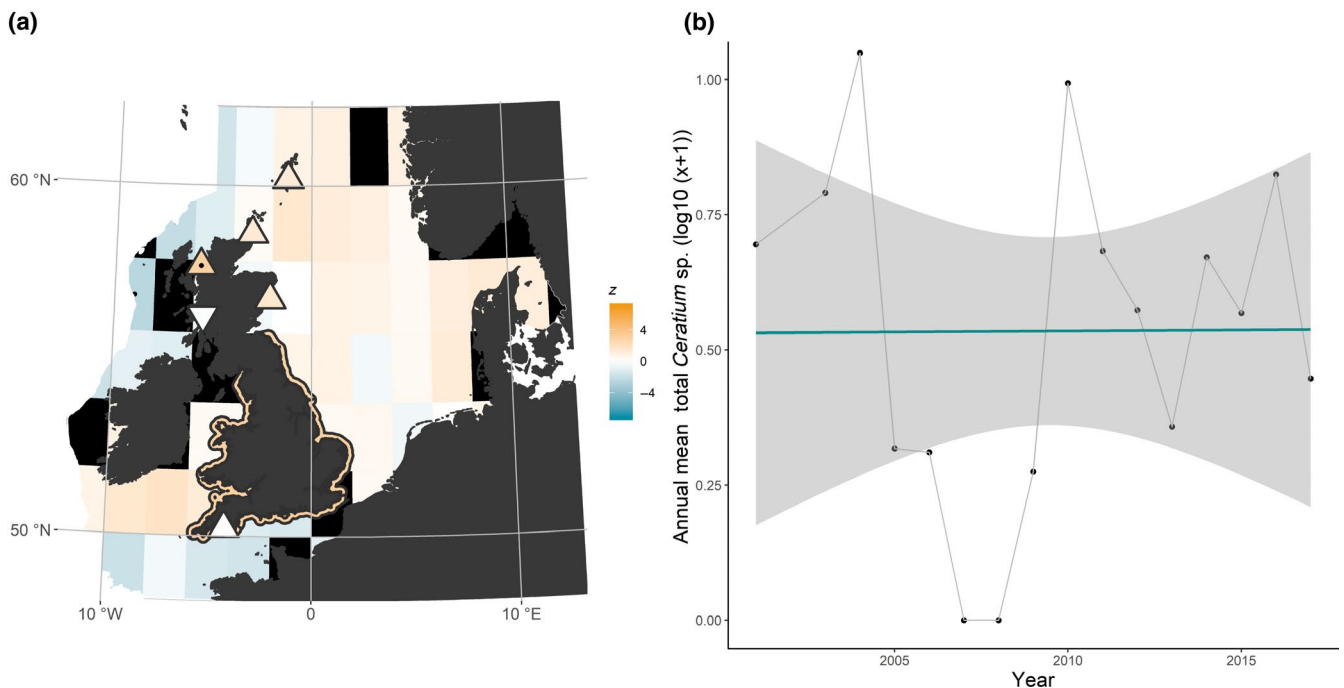 (a)
60 °N
50 °N
10 °W
0
10 °E
z
4
0
−4
(b)
Annual mean total Ceratium sp. (log10 (x+1))
1.00
0.75
0.50
0.25
0.00
2005
2010
2015
Year